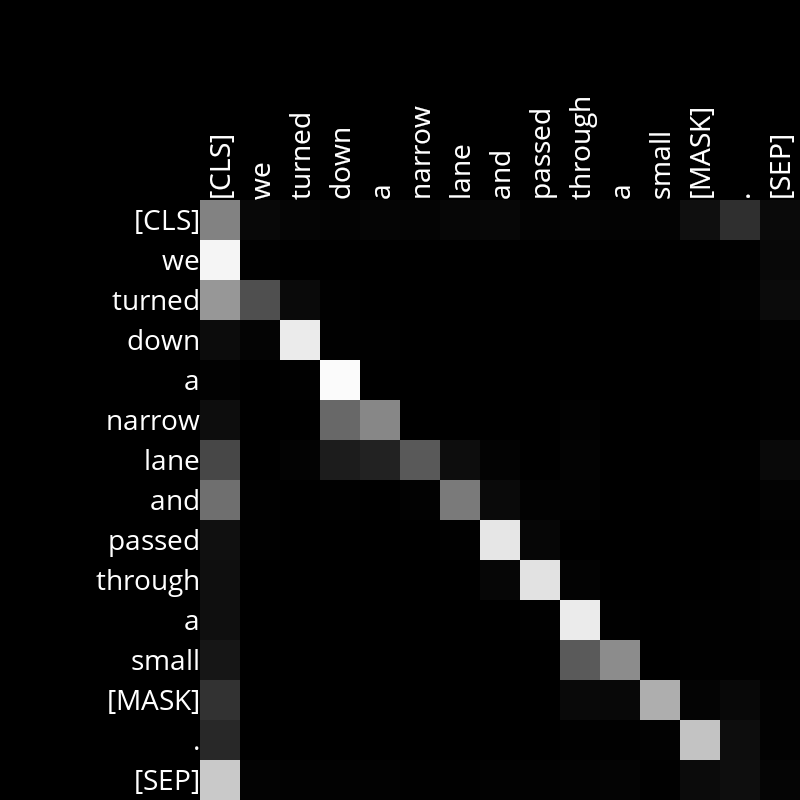 [CLS] we turned down a narrow lane and passed through a small [MASK] . [SEP]
[CLS]
we
turned
down
a
narrow
lane
and
passed
through
a
small
[MASK]
.
[SEP]